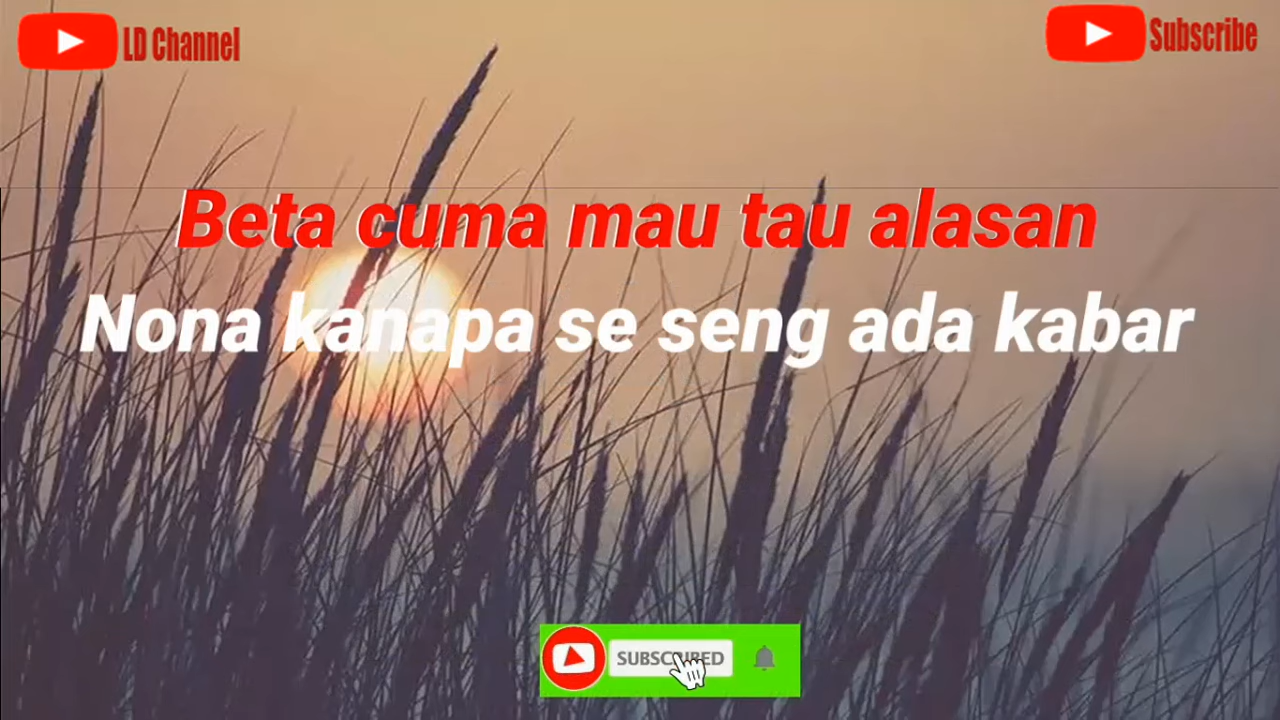 LD Channel
Subscribe
Beta cuma mau tau alasan
Nona kanapa se seng ada kabar
SUBSCRIBED